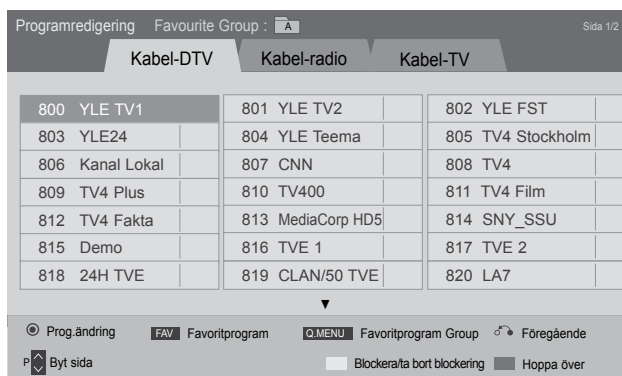 Programredigering Favourite Group : A Sida 1/2
Kabel-DTV Kabel-radio Kabel-TV
800 YLE TV1 801 YLE TV2 802 YLE FST
803 YLE24 804 YLE Teema 805 TV4 Stockholm
806 Kanal Lokal 807 CNN 808 TV4
809 TV4 Plus 810 TV400 811 TV4 Film
812 TV4 Fakta 813 MediaCorp HD5 814 SNY_SSU
815 Demo 816 TVE 1 817 TVE 2
818 24H TVE 819 CLAN/50 TVE 820 LA7
Prog.ändring FAV Favoritprogram Q.MENU Favoritprogram Group Föregående
P Byt sida Blockera/ta bort blockering Hoppa över